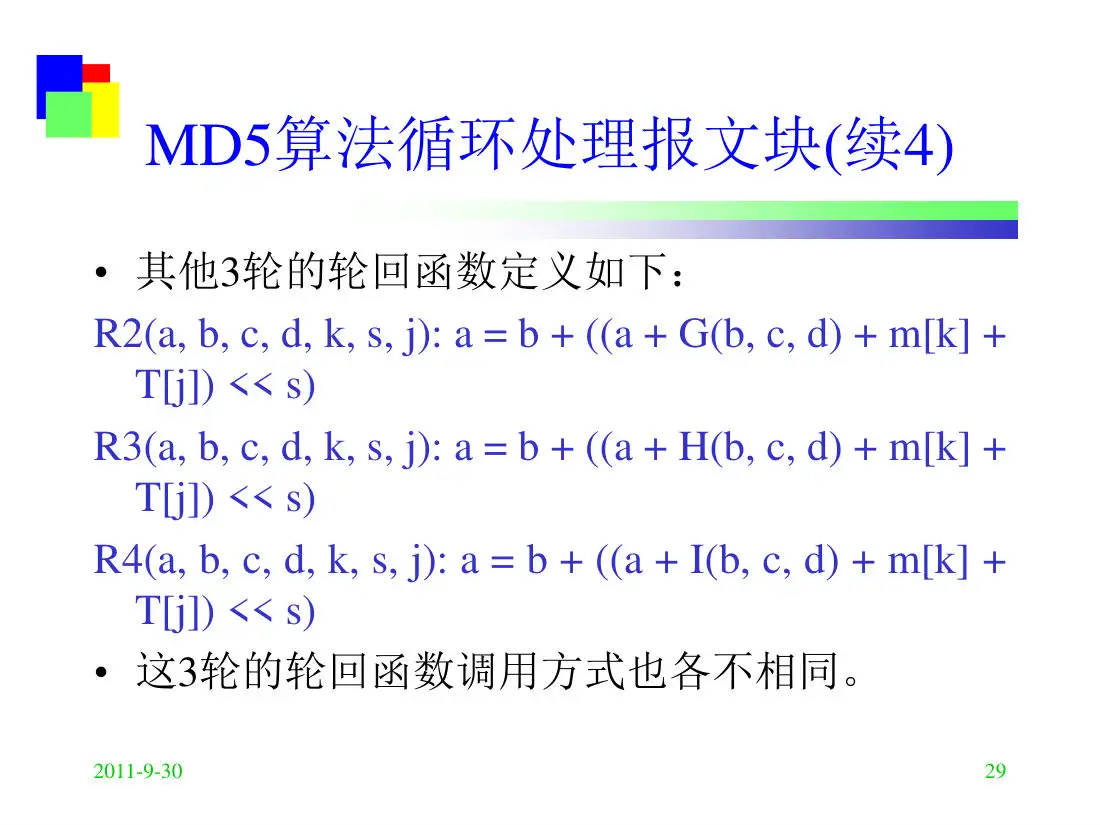 MD5算法循环处理报文块(续4)
• 其他3轮的轮回函数定义如下：
R2(a, b, c, d, k, s, j): a = b + ((a + G(b, c, d) + m[k] +
T[j]) << s)
R3(a, b, c, d, k, s, j): a = b + ((a + H(b, c, d) + m[k] +
T[j]) << s)
R4(a, b, c, d, k, s, j): a = b + ((a + I(b, c, d) + m[k] +
T[j]) << s)
• 这3轮的轮回函数调用方式也各不相同。
2011-9-30 29